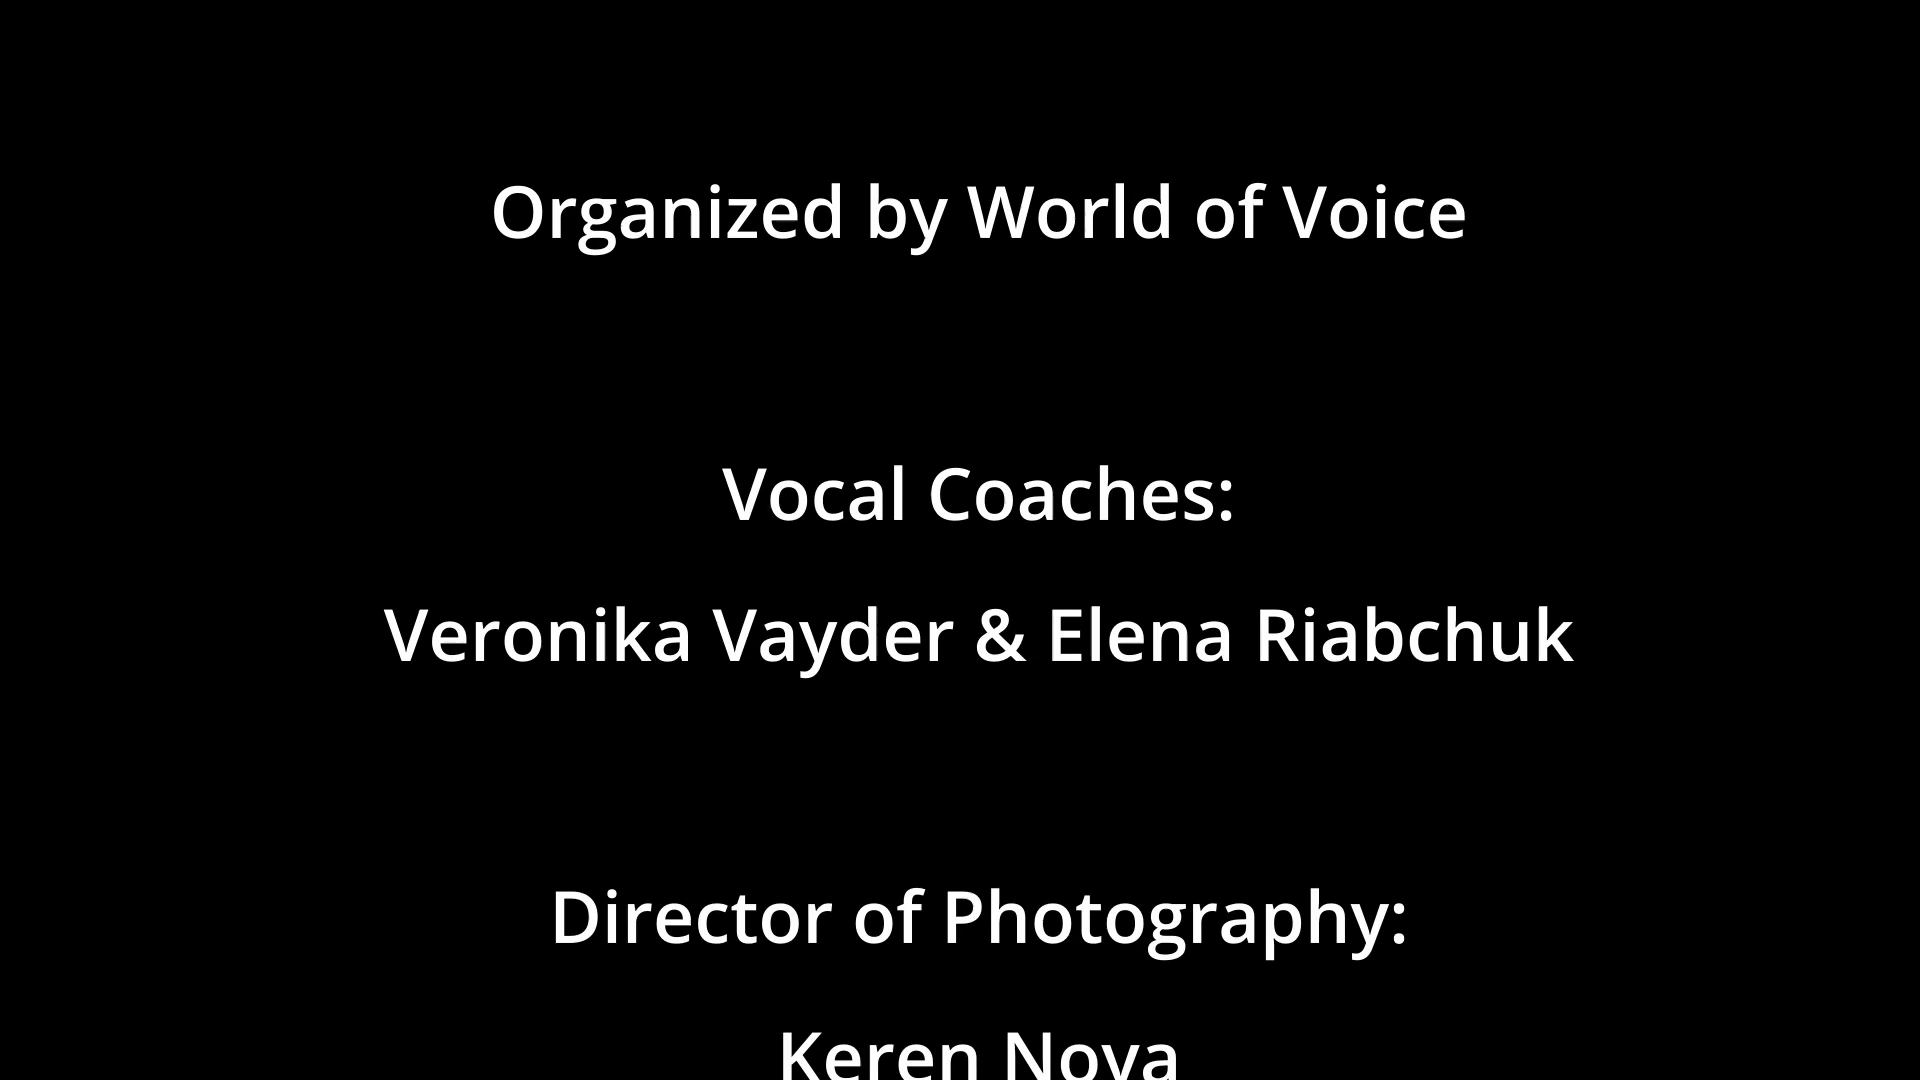 Organized by World of Voice
Vocal Coaches:
Veronika Vayder & Elena Riabchuk
Director of Photography:
Keren Nova